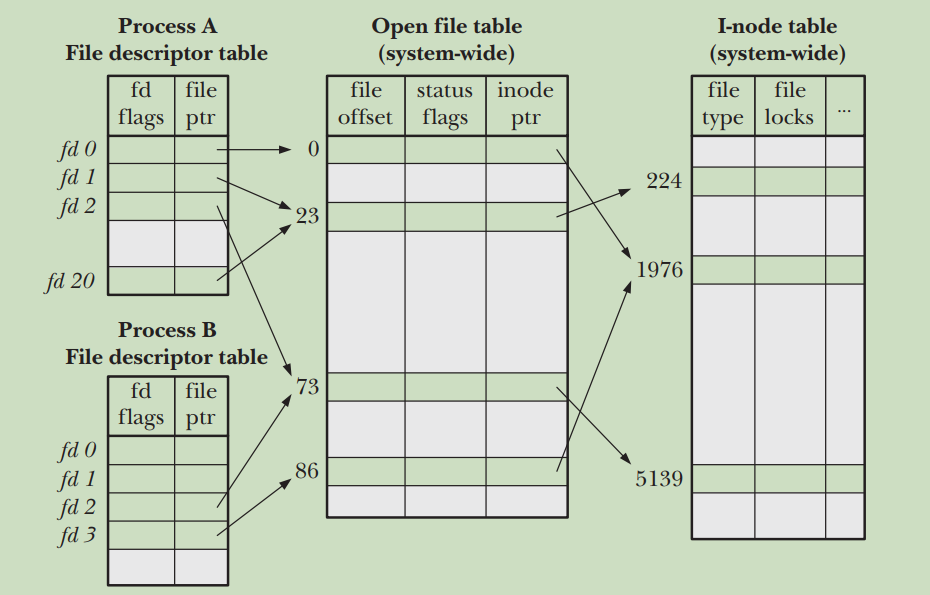 Process A
File descriptor table
fd
flags
file
ptr
fd 0
fd 1
fd 2
fd 20
Process B
File descriptor table
fd
flags
file
ptr
fd 0
fd 1
fd 2
fd 3
Open file table
(system-wide)
file
offset
status
flags
inode
ptr
0
23
73
86
I-node table
(system-wide)
file
type
file
locks
...
224
1976
5139